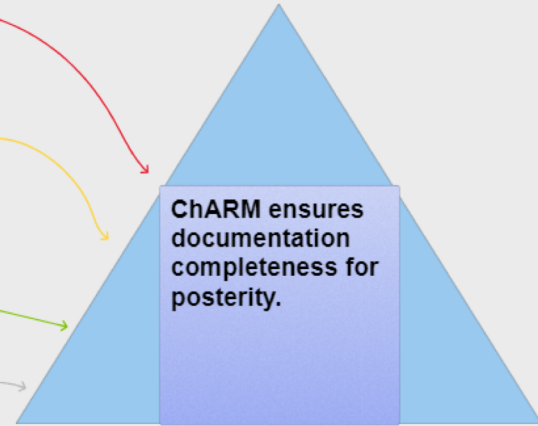 ChARM ensures
documentation
completeness for
posterity.